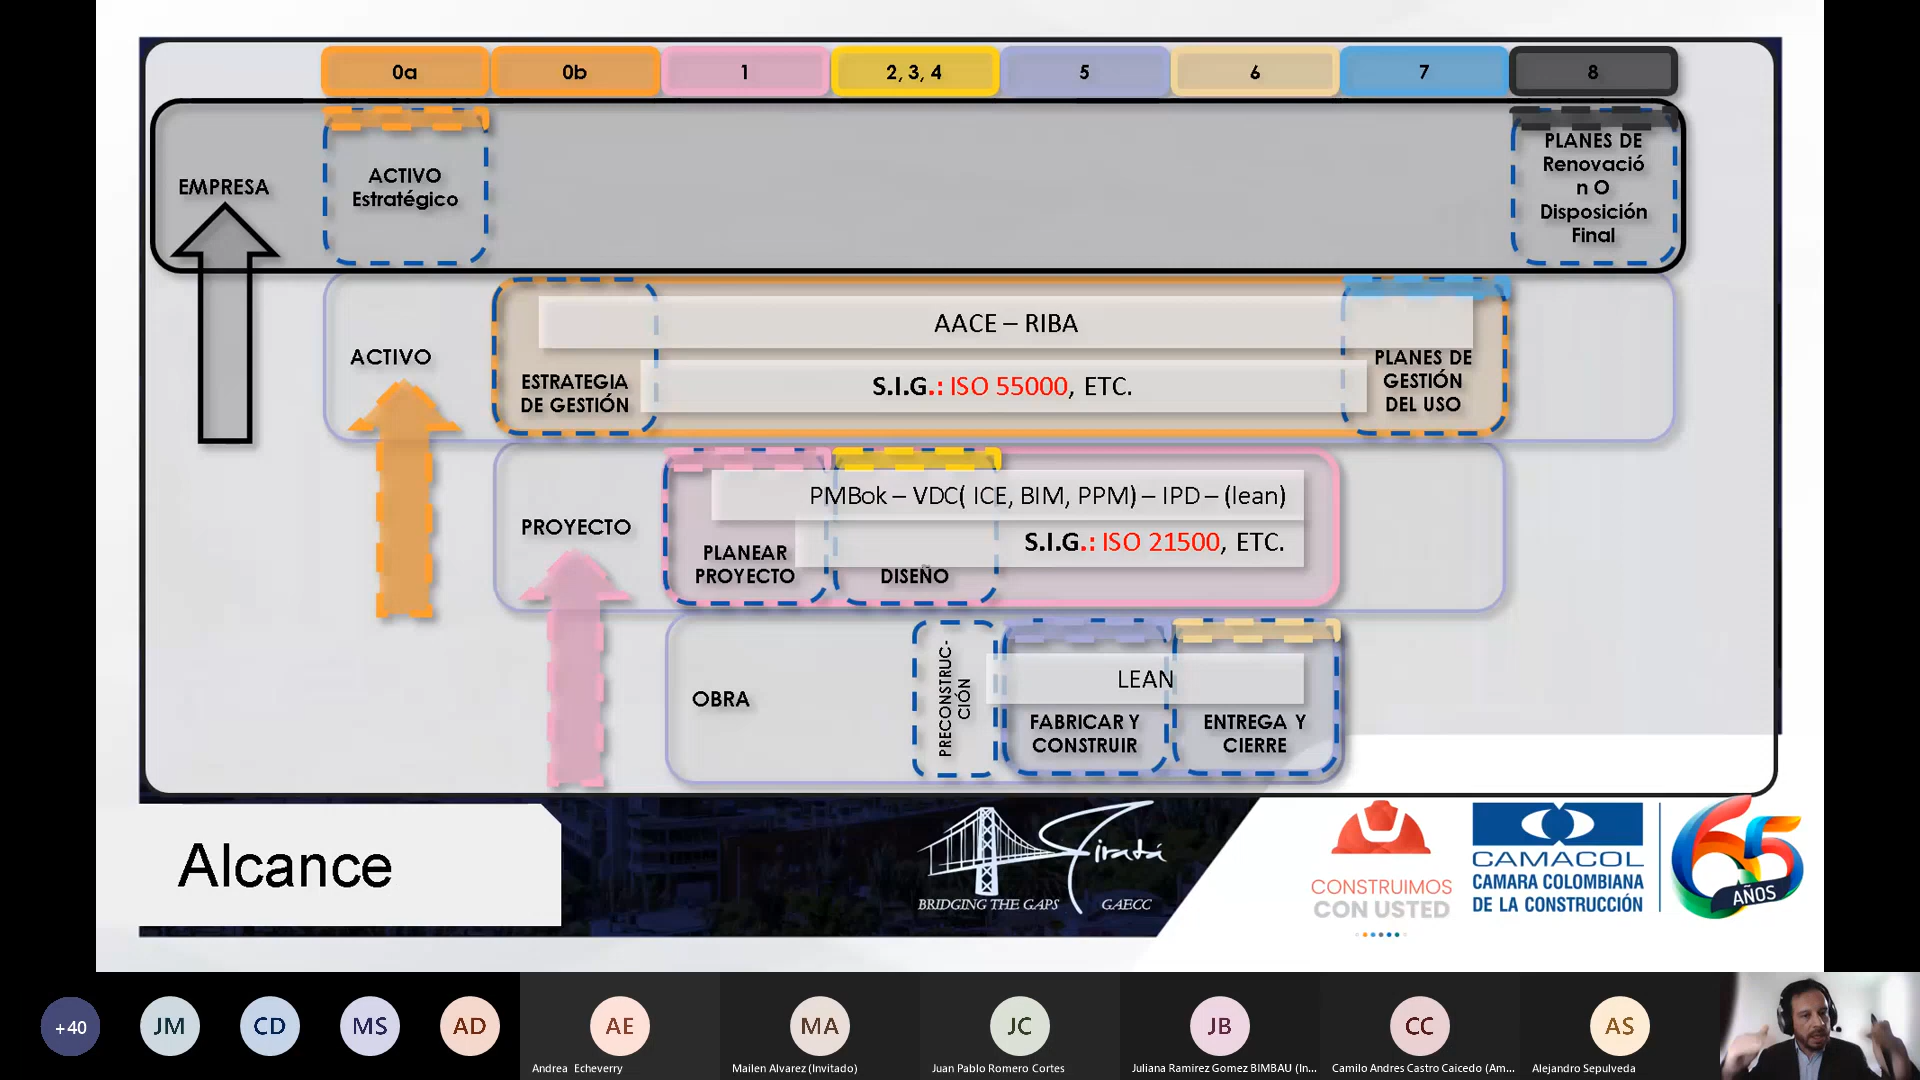 0a
0b
1
2, 3, 4
5
6
7
8
EMPRESA
ACTIVO
Estratégico
PLANES DE
Renovació
n O
Disposición
Final
ACTIVO
ESTRATEGIA
DE GESTIÓN
AACE – RIBA
S.I.G.: ISO 55000, ETC.
PLANES DE
GESTIÓN
DEL USO
PROYECTO
PLANEAR
PROYECTO
DISEÑO
PMBok – VDC( ICE, BIM, PPM) – IPD – (lean)
S.I.G.: ISO 21500, ETC.
OBRA
PRECONSTRUC-
CIÓN
LEAN
FABRICAR Y
CONSTRUIR
ENTREGA Y
CIERRE
Alcance
Giratá
BRIDGING THE GAPS GAECC
CONSTRUIMOS
CON USTED
CAMACOL
CAMARA COLOMBIANA
DE LA CONSTRUCCIÓN
65
AÑOS
+40
JM
CD
MS
AD
AE
Andrea Echeverry
MA
Mailen Alvarez (Invitado)
JC
Juan Pablo Romero Cortes
JB
Juliana Ramirez Gomez BIMBAU (In...
CC
Camilo Andres Castro Caicedo (Am...
AS
Alejandro Sepulveda